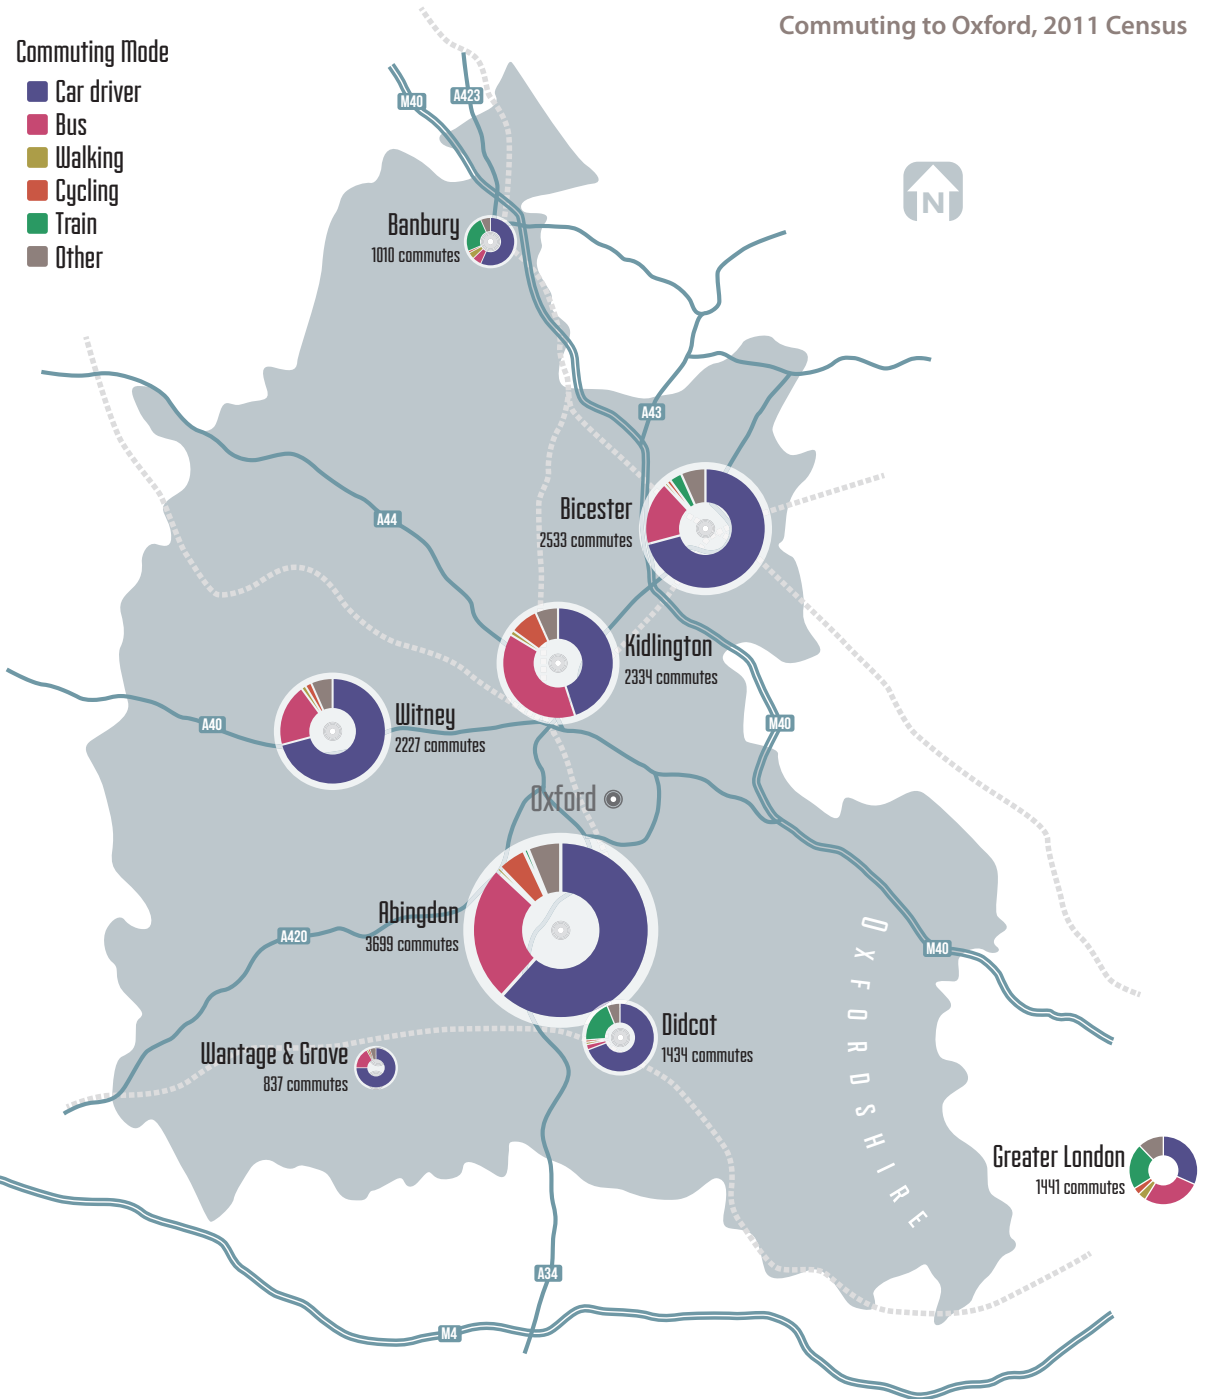 Commuting to Oxford, 2011 Census
Commuting Mode
Car driver
Bus
Walking
Cycling
Train
Other
M40
A423
N
Banbury
1010 commutes
A43
Bicester
2533 commutes
A44
Kidlington
2334 commutes
Witney
2227 commutes
A40
M40
Oxford
Abingdon
3699 commutes
A420
M40
OXFORDSHIRE
Didcot
1434 commutes
Wantage & Grove
837 commutes
Greater London
1441 commutes
A34
M4